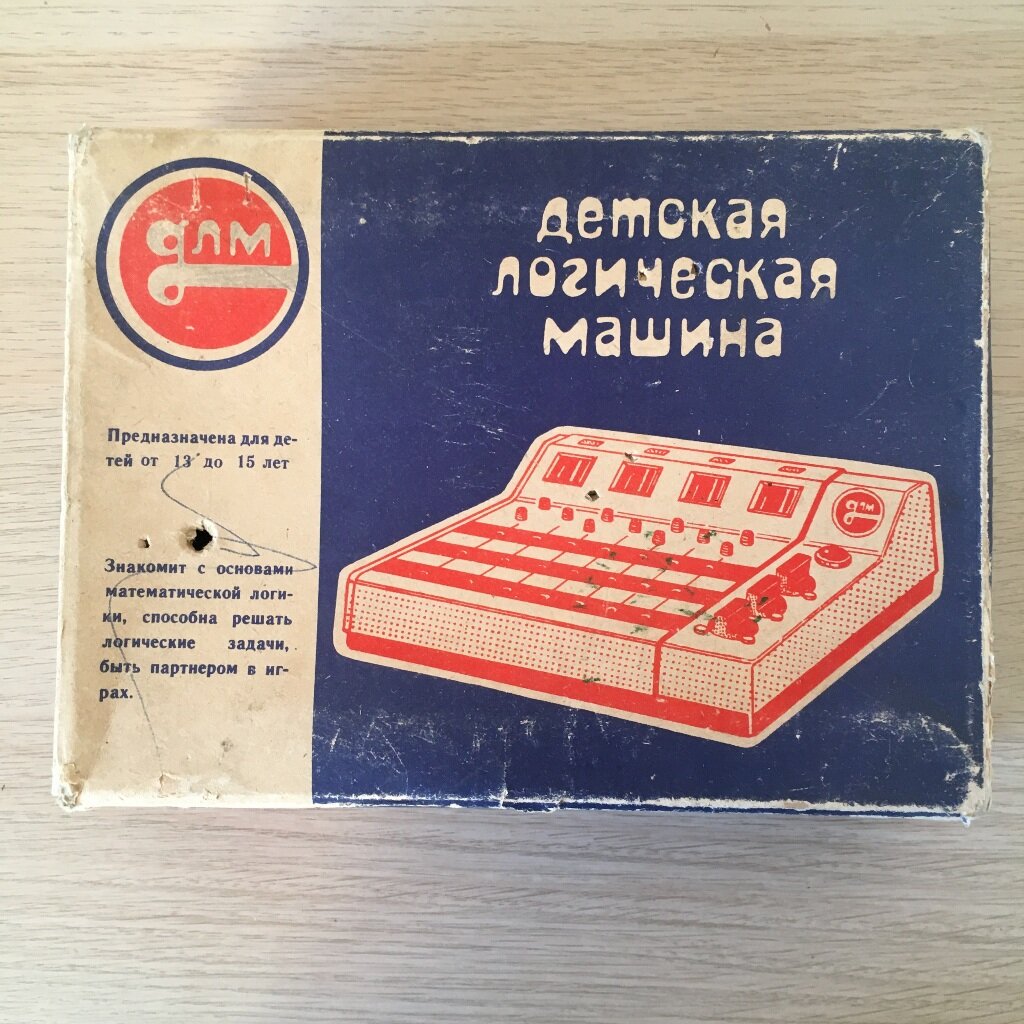 длм
детская
логическая
машина
Предназначена для де-
тей от 13 до 15 лет
Знакомит с основами
математической логи-
ки, способна решать
логические задачи,
быть партнером в иг-
рах.
длм